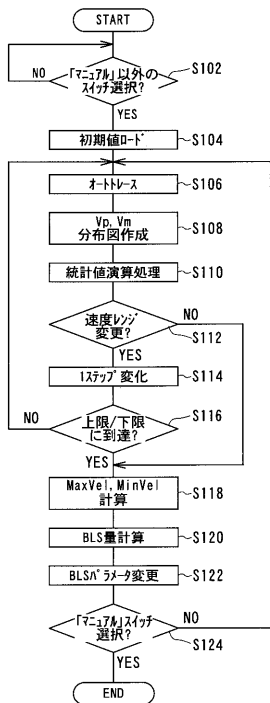 START
「マニュアル」以外の
スイッチ選択?
S102
NO
YES
初期値ロード
S104
オートトレース
S106
Vp, Vm
分布図作成
S108
統計値演算処理
S110
速度レンジ
変更?
NO
S112
YES
1ステップ変化
S114
上限/下限
に到達?
S116
NO
YES
MaxVel, MinVel
計算
S118
BLS量計算
S120
BLSパラメータ変更
S122
「マニュアル」スイッチ
選択?
NO
S124
YES
END